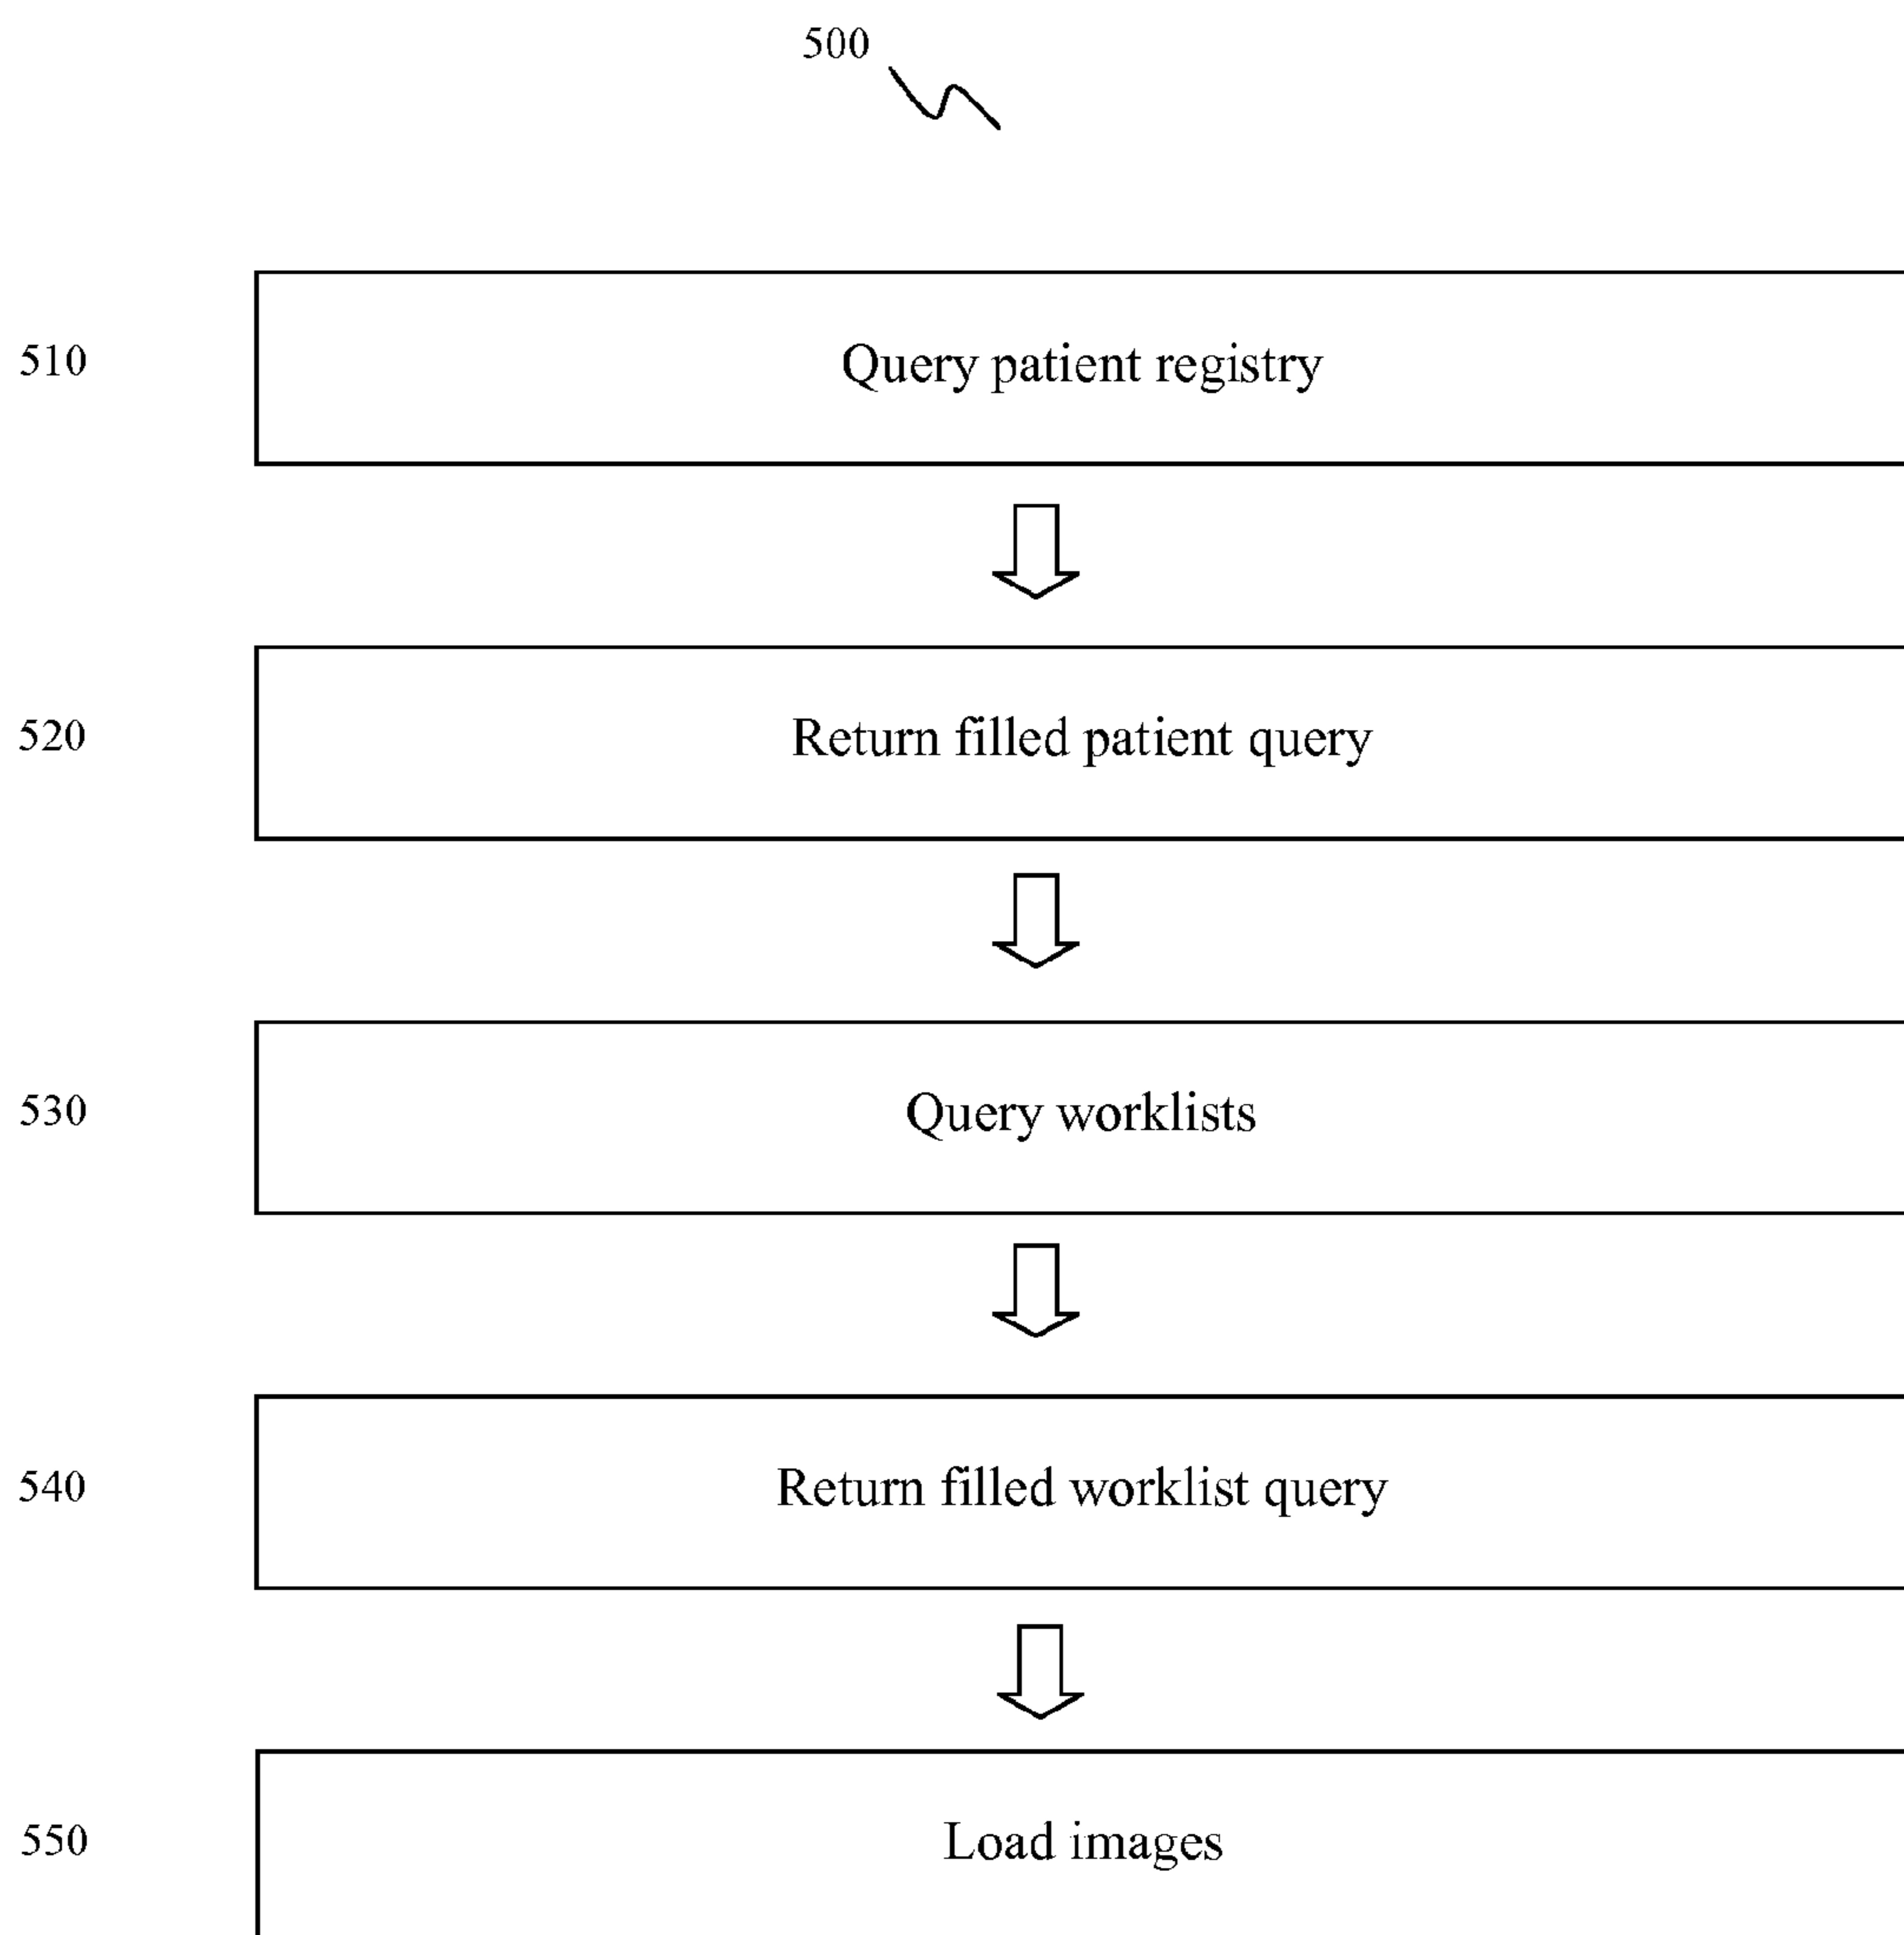 500
510
Query patient registry
520
Return filled patient query
530
Query worklists
540
Return filled worklist query
550
Load images